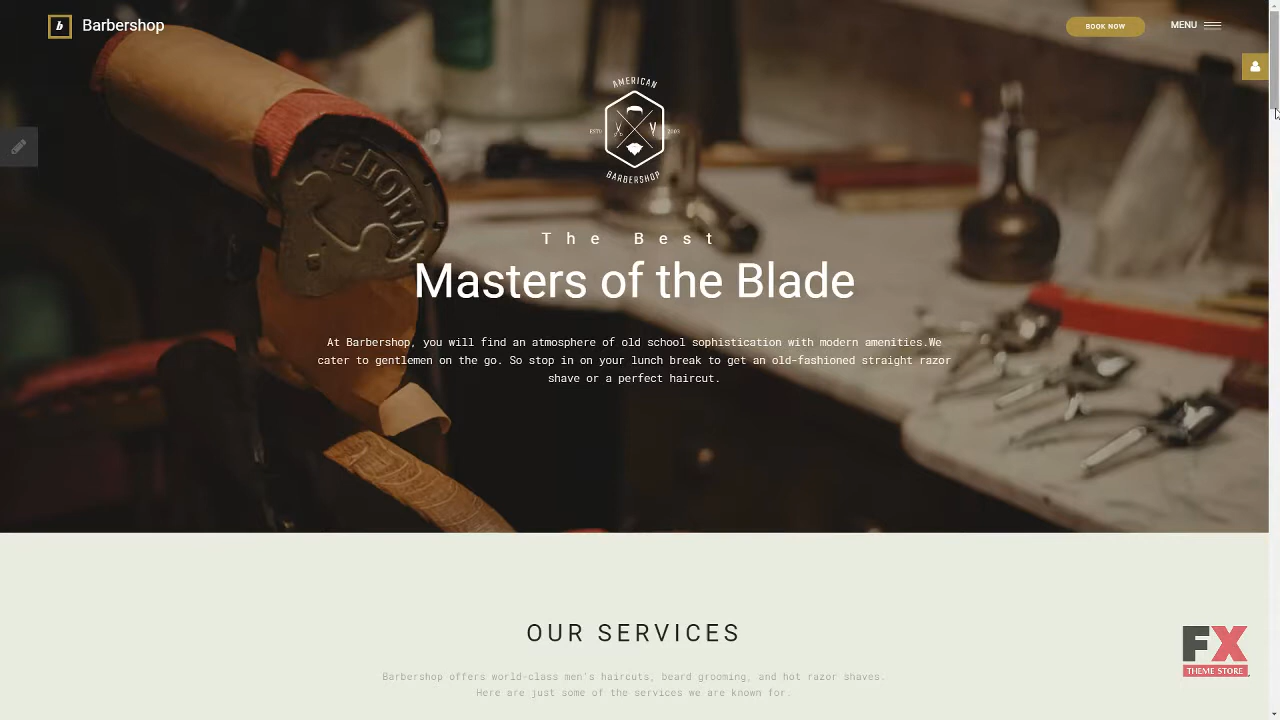 b Barbershop
BOOK NOW
MENU
AMERICAN
ESTD 2003
BARBERSHOP
FEDORA
The Best
Masters of the Blade
At Barbershop, you will find an atmosphere of old school sophistication with modern amenities.We
cater to gentlemen on the go. So stop in on your lunch break to get an old-fashioned straight razor
shave or a perfect haircut.
OUR SERVICES
Barbershop offers world-class men's haircuts, beard grooming, and hot razor shaves.
Here are just some of the services we are known for.
FX
THEME STORE